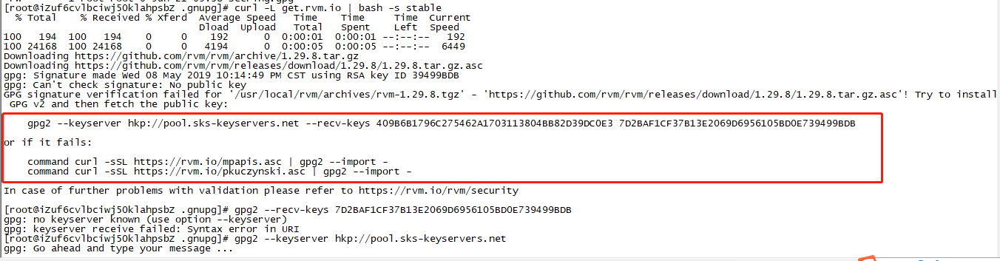 [root@iZuf6cvlbciwj50klahpsbZ .gnupg]# curl -L get.rvm.io | bash -s stable
% Total % Received % Xferd Average Speed Time Time Time Current
Dload Upload Total Spent Left Speed
100 194 100 194 0 0 192 0 0:00:01 0:00:01 --:--:-- 192
100 24168 100 24168 0 0 4194 0 0:00:05 0:00:05 --:--:-- 6449
Downloading https://github.com/rvm/rvm/archive/1.29.8.tar.gz
Downloading https://github.com/rvm/rvm/releases/download/1.29.8/1.29.8.tar.gz.asc
gpg: Signature made Wed 08 May 2019 10:14:49 PM CST using RSA key ID 39499BDB
gpg: Can't check signature: No public key
GPG signature verification failed for '/usr/local/rvm/archives/rvm-1.29.8.tgz' - 'https://github.com/rvm/rvm/releases/download/1.29.8/1.29.8.tar.gz.asc'! Try to install
GPG v2 and then fetch the public key:
gpg2 --keyserver hkp://pool.sks-keyservers.net --recv-keys 409B6B1796C275462A1703113804BB82D39DC0E3 7D2BAF1CF37B13E2069D6956105BD0E739499BDB
or if it fails:
command curl -sSL https://rvm.io/mpapis.asc | gpg2 --import -
command curl -sSL https://rvm.io/pkuczynski.asc | gpg2 --import -
In case of further problems with validation please refer to https://rvm.io/rvm/security
[root@iZuf6cvlbciwj50klahpsbZ .gnupg]# gpg2 --recv-keys 7D2BAF1CF37B13E2069D6956105BD0E739499BDB
gpg: no keyserver known (use option --keyserver)
gpg: keyserver receive failed: Syntax error in URI
[root@iZuf6cvlbciwj50klahpsbZ .gnupg]# gpg2 --keyserver hkp://pool.sks-keyservers.net
gpg: Go ahead and type your message ...